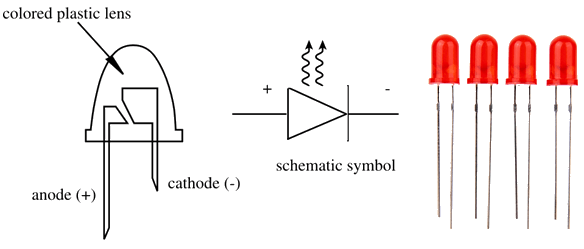 colored plastic lens
+
-
schematic symbol
cathode (-)
anode (+)